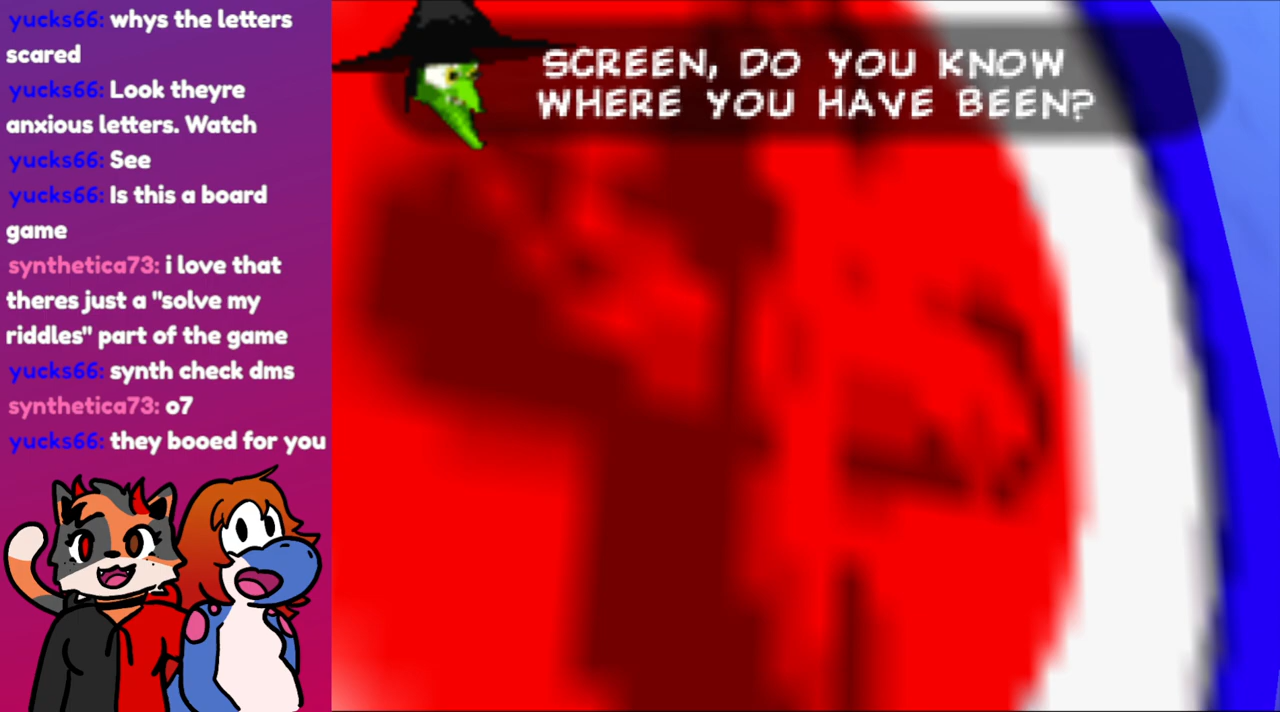 yucks66: whys the letters
scared
yucks66: Look theyre
anxious letters. Watch
yucks66: See
yucks66: Is this a board
game
synthetica73: i love that
theres just a "solve my
riddles" part of the game
yucks66: synth check dms
synthetica73: o7
yucks66: they booed for you
SCREEN, DO YOU KNOW
WHERE YOU HAVE BEEN?